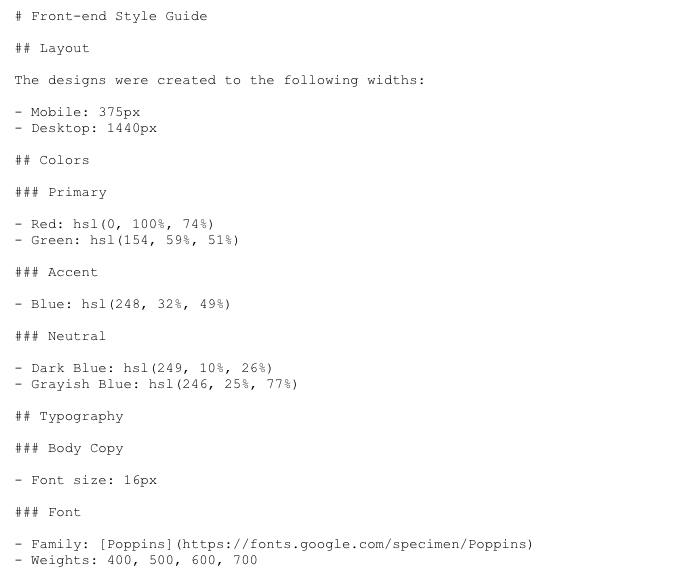 # Front-end Style Guide
## Layout
The designs were created to the following widths:
- Mobile: 375px
- Desktop: 1440px
## Colors
### Primary
- Red: hsl(0, 100%, 74%)
- Green: hsl(154, 59%, 51%)
### Accent
- Blue: hsl(248, 32%, 49%)
### Neutral
- Dark Blue: hsl(249, 10%, 26%)
- Grayish Blue: hsl(246, 25%, 77%)
## Typography
### Body Copy
- Font size: 16px
### Font
- Family: [Poppins](https://fonts.google.com/specimen/Poppins)
- Weights: 400, 500, 600, 700